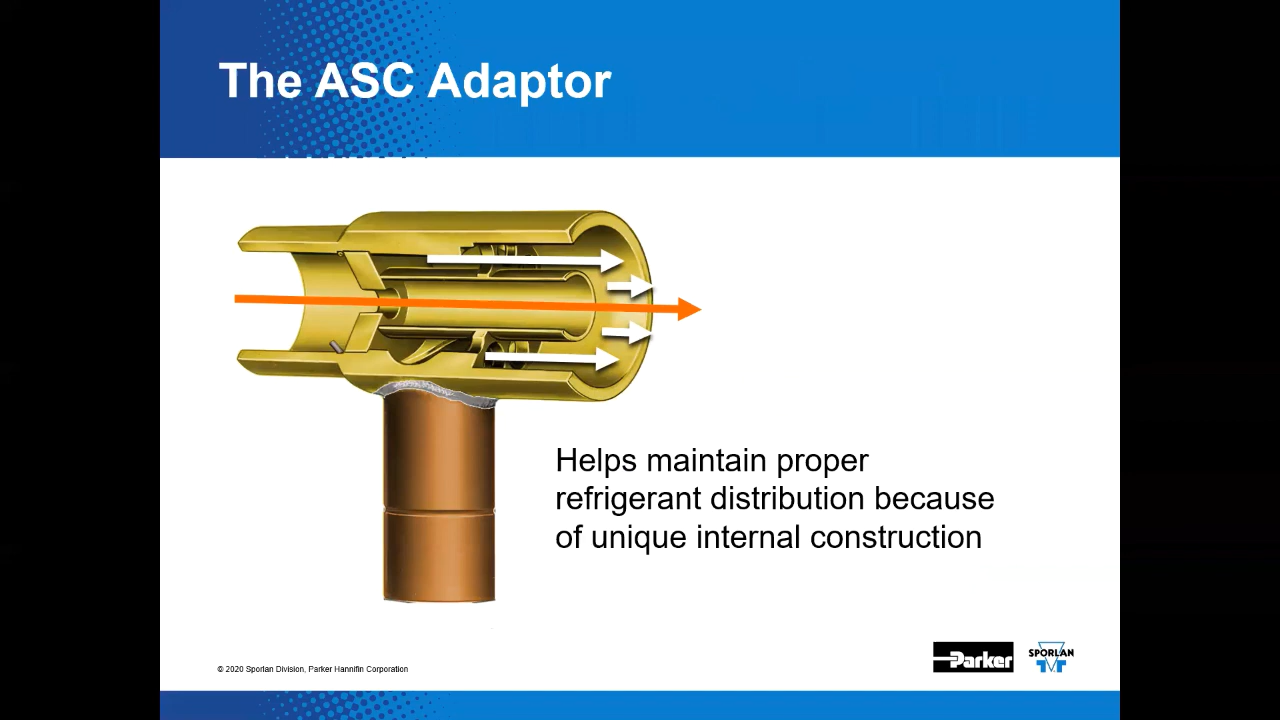 The ASC Adaptor
Helps maintain proper
refrigerant distribution because
of unique internal construction
© 2020 Sporlan Division, Parker Hannifin Corporation
Parker
SPORLAN